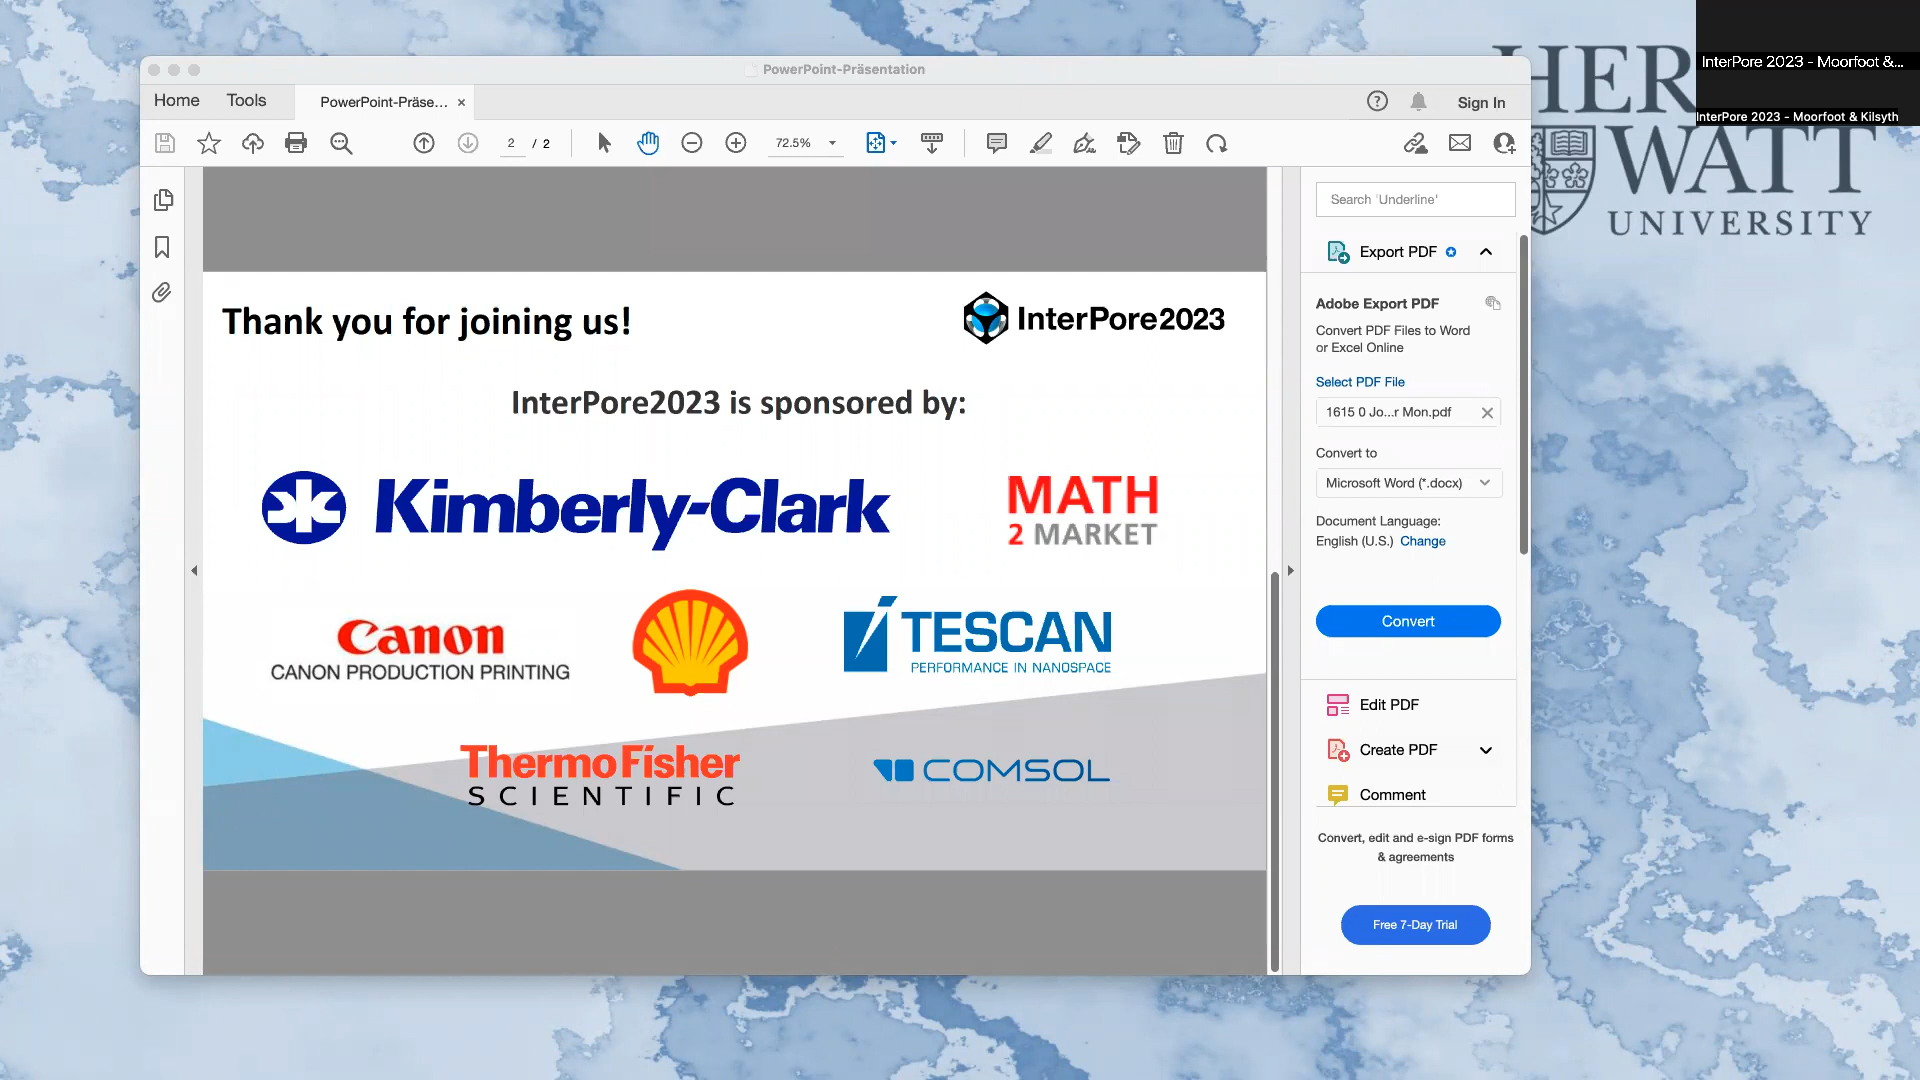 PowerPoint-Präsentation
Home
Tools
PowerPoint-Präse...
Sign In
2 / 2
72.5%
Thank you for joining us!
InterPore2023
InterPore2023 is sponsored by:
Kimberly-Clark
MATH
2 MARKET
Canon
CANON PRODUCTION PRINTING
TESCAN
PERFORMANCE IN NANOSPACE
ThermoFisher
SCIENTIFIC
COMSOL
Search 'Underline'
Export PDF
Adobe Export PDF
Convert PDF Files to Word
or Excel Online
Select PDF File
1615 0 Jo...r Mon.pdf
Convert to
Microsoft Word (*.docx)
Document Language:
English (U.S.) Change
Convert
Edit PDF
Create PDF
Comment
Convert, edit and e-sign PDF forms
& agreements
Free 7-Day Trial
InterPore 2023 - Moorfoot &...
InterPore 2023 - Moorfoot & Kilsyth
HER
WATT
UNIVERSITY